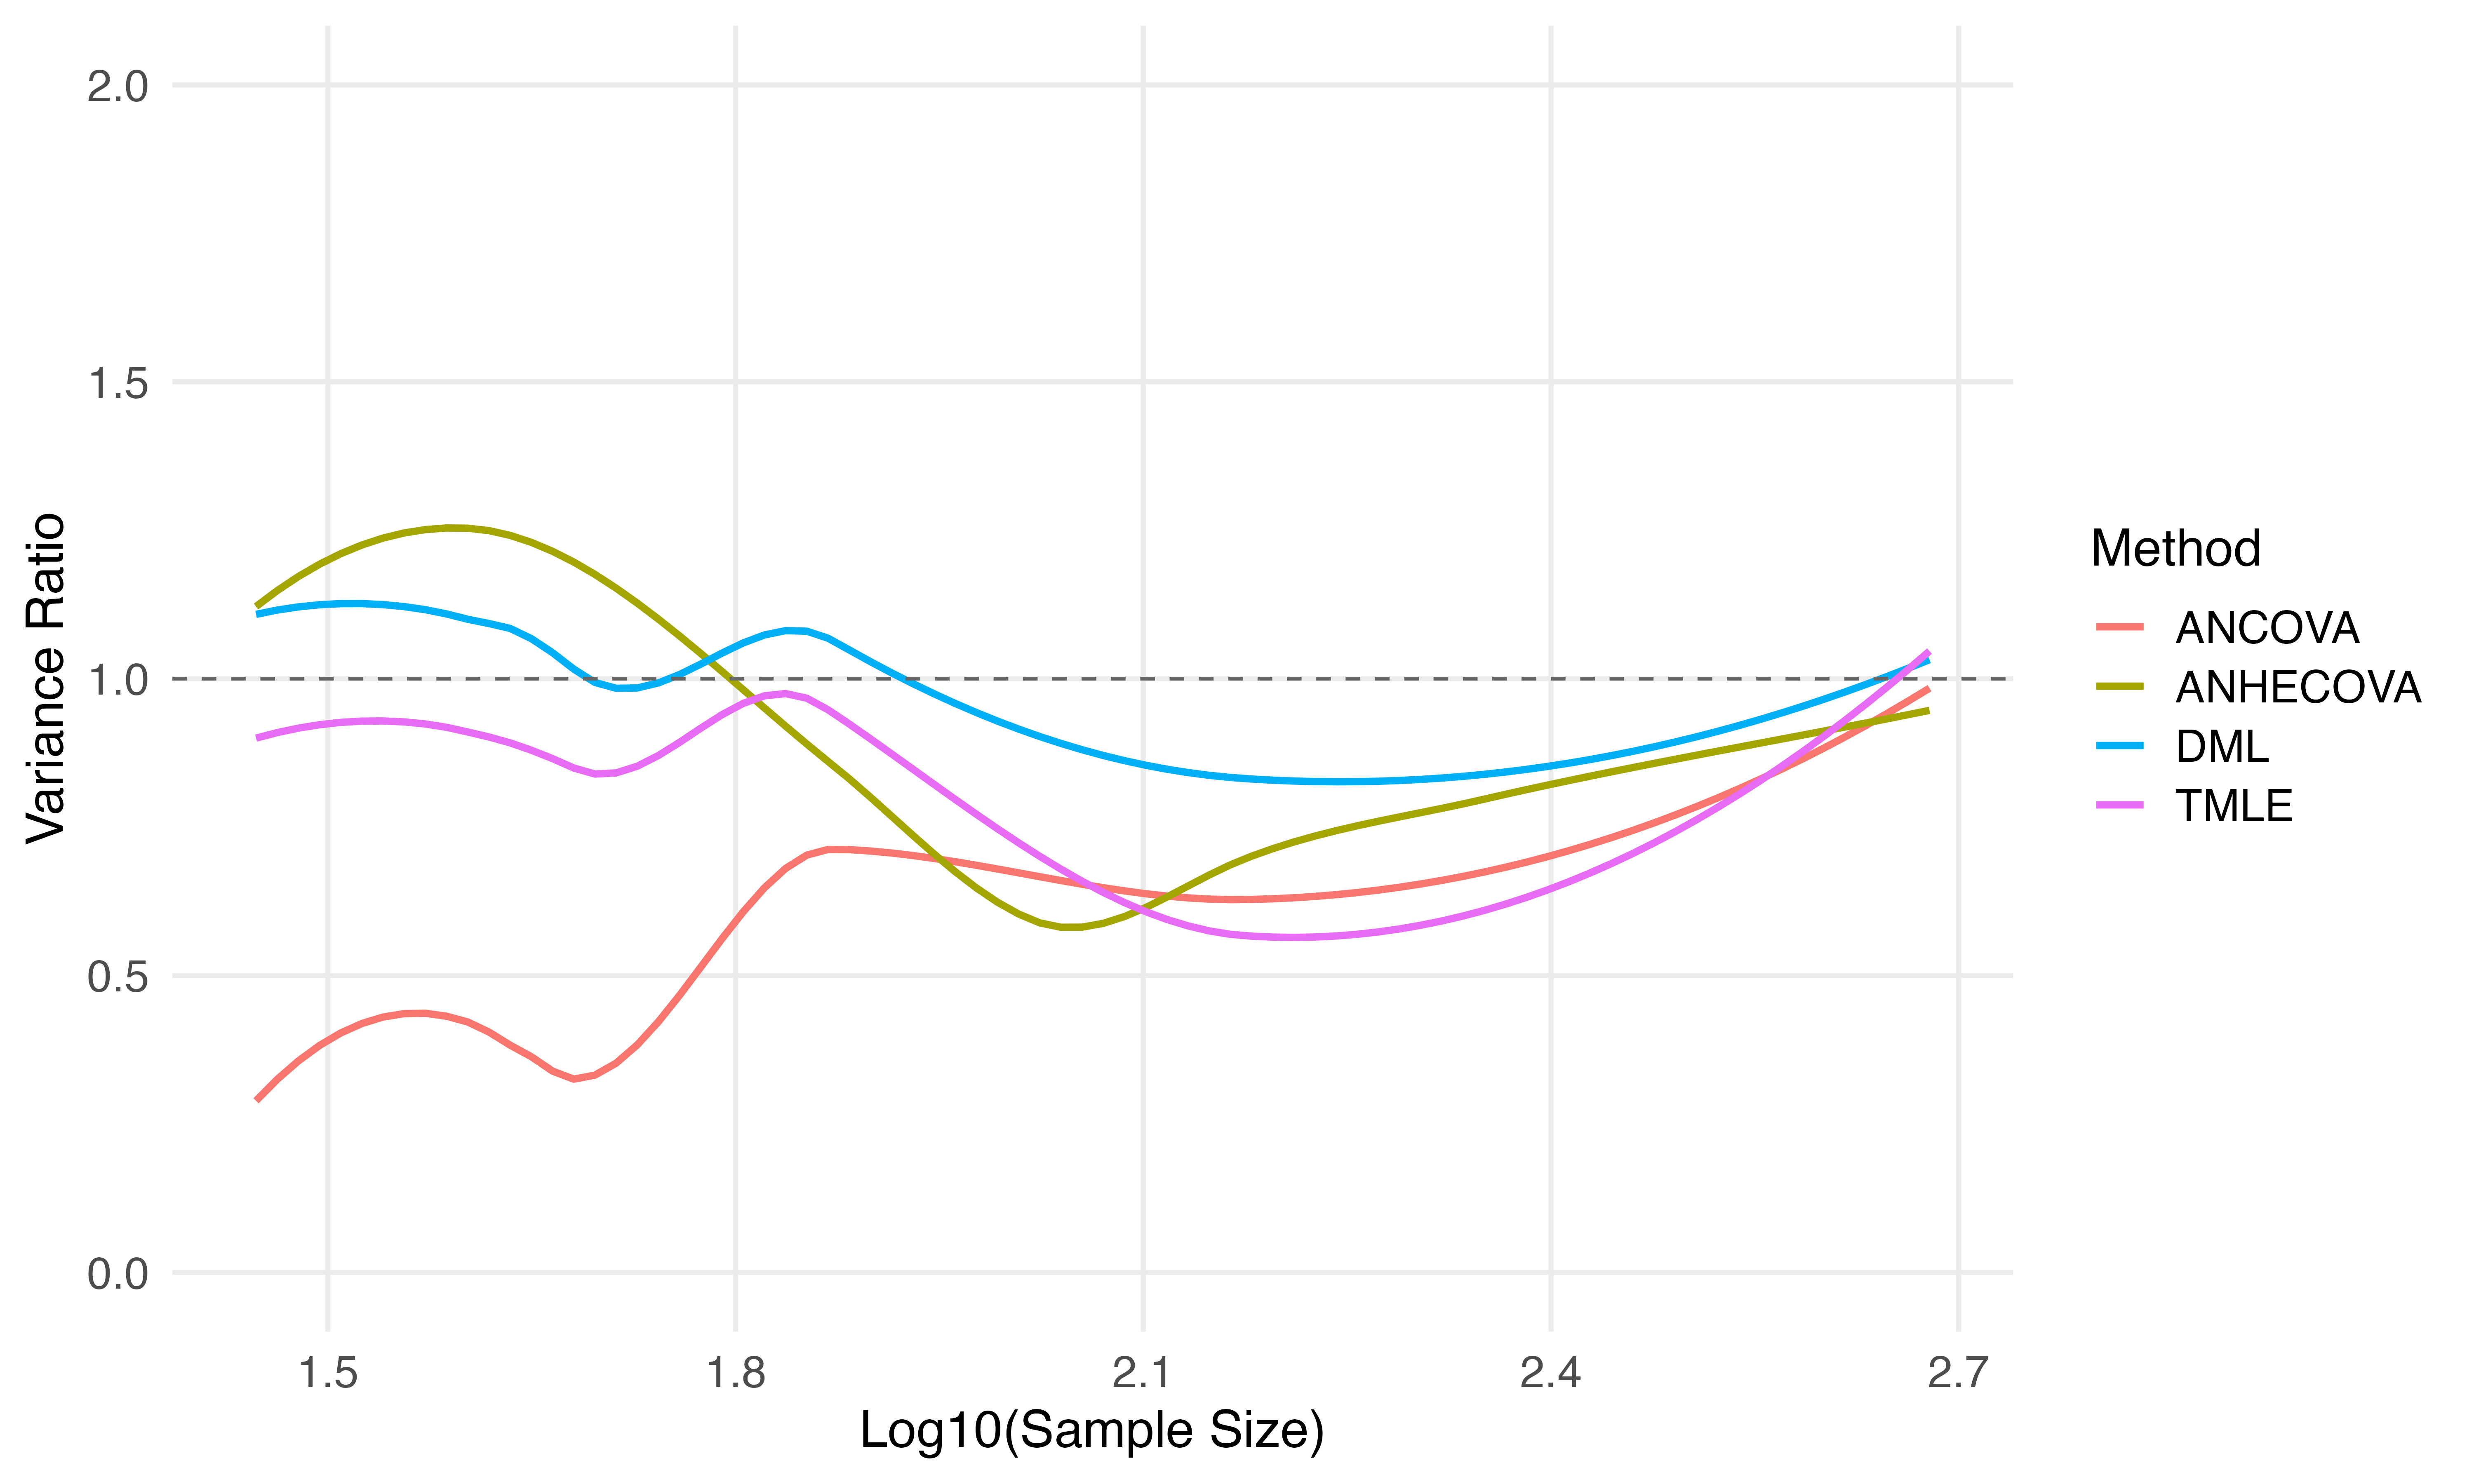 2.0
1.5
1.0
0.5
0.0
Variance Ratio
1.5 1.8 2.1 2.4 2.7
Log10(Sample Size)
Method
ANCOVA
ANHECOVA
DML
TMLE